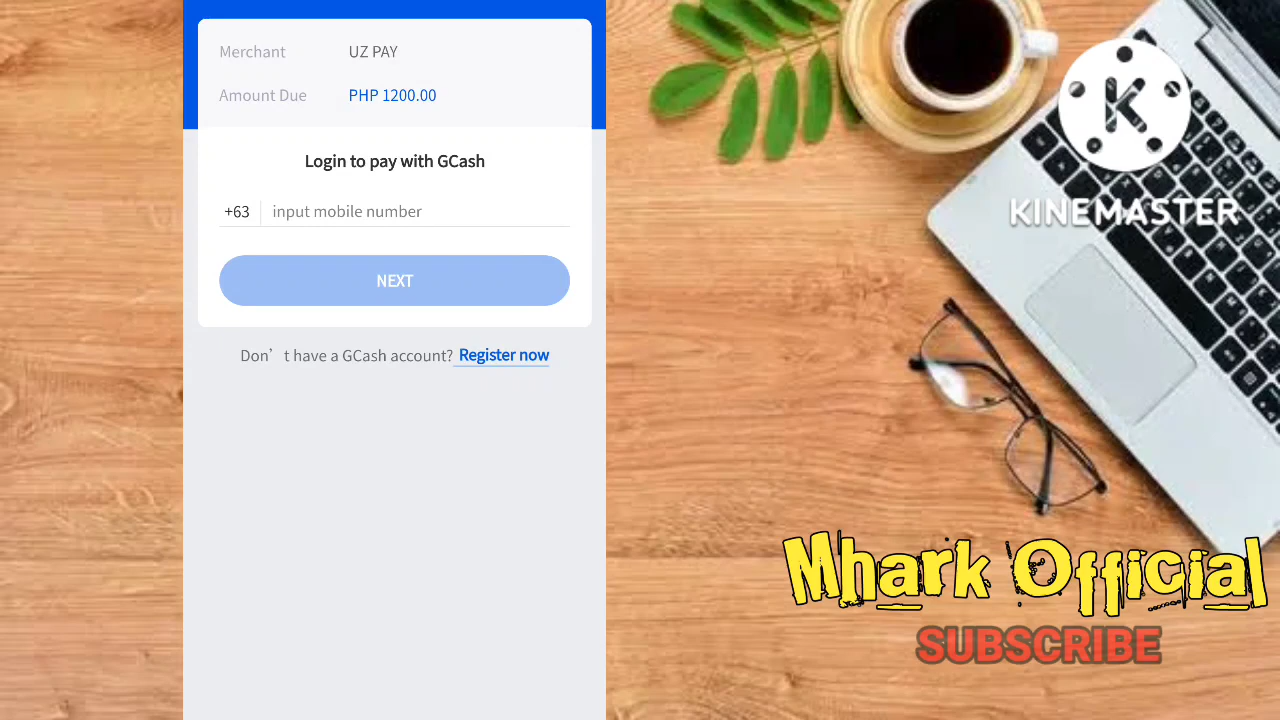 Merchant UZ PAY
Amount Due PHP 1200.00
Login to pay with GCash
+63 input mobile number
NEXT
Don’t have a GCash account? Register now
K
KINEMASTER
Mhark Official
SUBSCRIBE